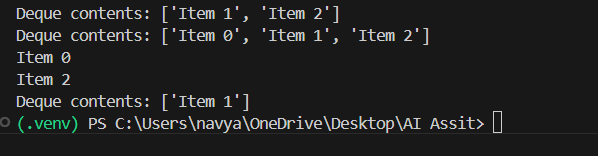 Deque contents: ['Item 1', 'Item 2']
Deque contents: ['Item 0', 'Item 1', 'Item 2']
Item 0
Item 2
Deque contents: ['Item 1']
(.venv) PS C:\Users\navya\OneDrive\Desktop\AI Assit>